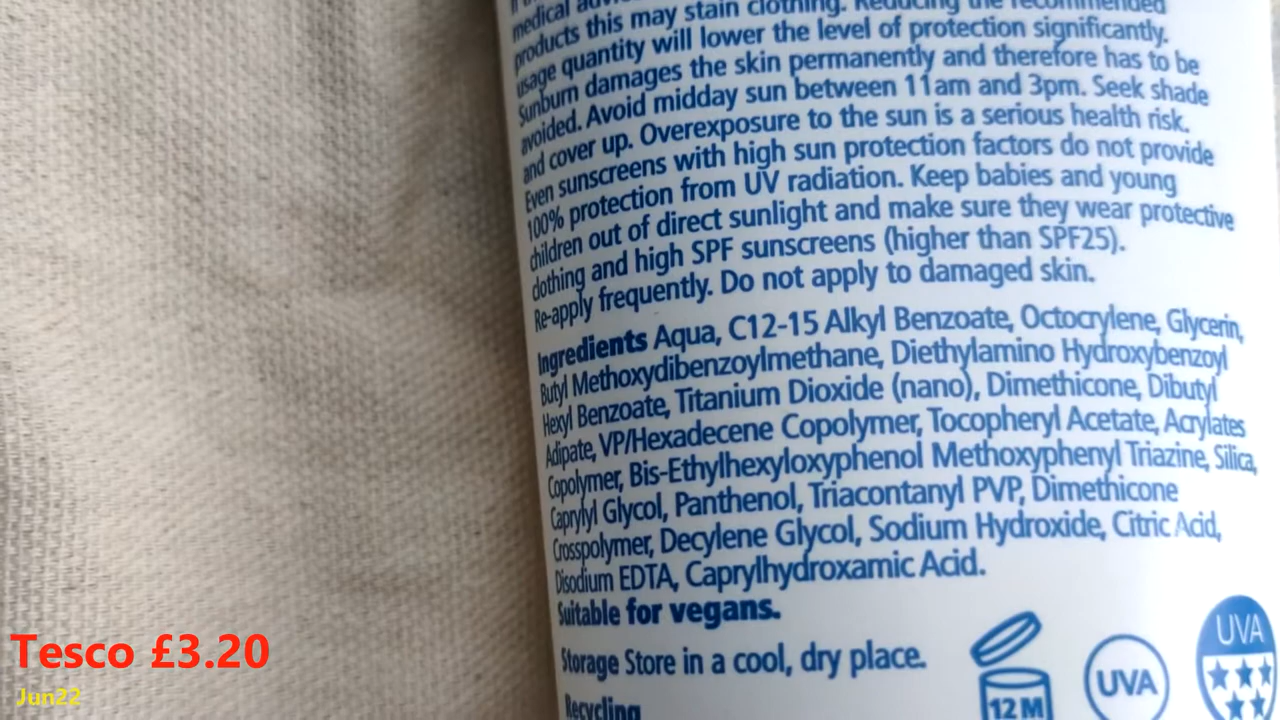 medical
products this may stain clothing. Reducing the recommended
usage quantity will lower the level of protection significantly.
Sunburn damages the skin permanently and therefore has to be
avoided. Avoid midday sun between 11am and 3pm. Seek shade
and cover up. Overexposure to the sun is a serious health risk.
Even sunscreens with high sun protection factors do not provide
100% protection from UV radiation. Keep babies and young
children out of direct sunlight and make sure they wear protective
clothing and high SPF sunscreens (higher than SPF25).
Re-apply frequently. Do not apply to damaged skin.
Ingredients Aqua, C12-15 Alkyl Benzoate, Octocrylene, Glycerin,
Butyl Methoxydibenzoylmethane, Diethylamino Hydroxybenzoyl
Hexyl Benzoate, Titanium Dioxide (nano), Dimethicone, Dibutyl
Adipate, VP/Hexadecene Copolymer, Tocopheryl Acetate, Acrylates
Copolymer, Bis-Ethylhexyloxyphenol Methoxyphenyl Triazine, Silica,
Caprylyl Glycol, Panthenol, Triacontanyl PVP, Dimethicone
Crosspolymer, Decylene Glycol, Sodium Hydroxide, Citric Acid,
Disodium EDTA, Caprylhydroxamic Acid.
Suitable for vegans.
Storage Store in a cool, dry place.
Recycling
12 M
UVA
UVA
Tesco £3.20
Jun22